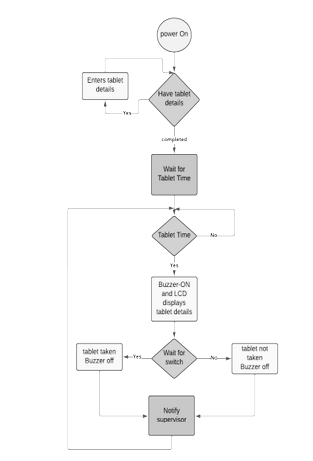 power On
Enters tablet
details
Have tablet
details
Yes
completed
Wait for
Tablet Time
Tablet Time
No
Yes
Buzzer-ON
and LCD
displays
tablet details
tablet taken
Buzzer off
Yes
Wait for
switch
No
tablet not
taken
Buzzer off
Notify
supervisor